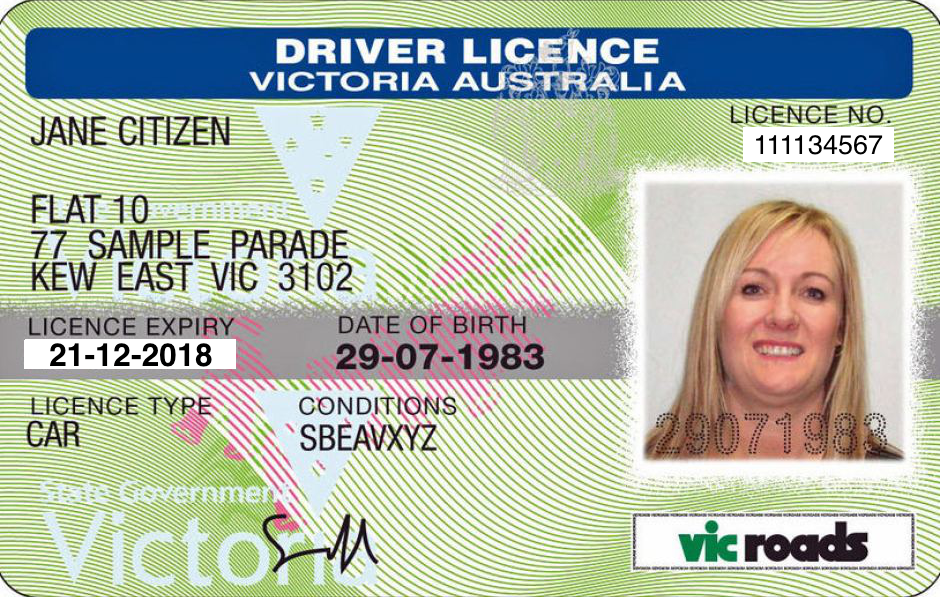 DRIVER LICENCE
VICTORIA AUSTRALIA
JANE CITIZEN
LICENCE NO.
111134567
FLAT 10
77 SAMPLE PARADE
KEW EAST VIC 3102
LICENCE EXPIRY
21-12-2018
DATE OF BIRTH
29-07-1983
LICENCE TYPE
CAR
CONDITIONS
SBEAVXYZ
29071983
State Government
Victoria
vic roads